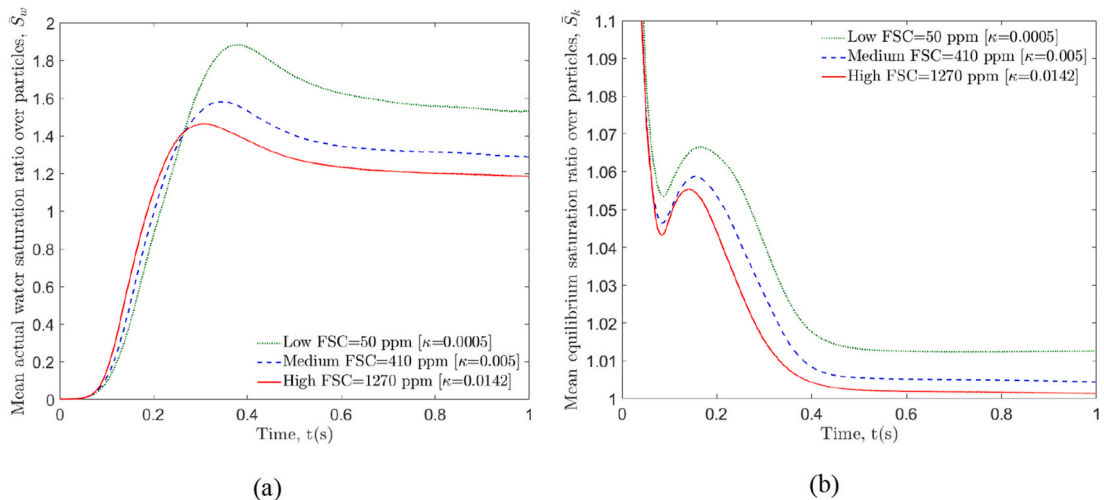 Mean actual water saturation ratio over particles, S̄w
2
1.8
1.6
1.4
1.2
1
0.8
0.6
0.4
0.2
0
0 0.2 0.4 0.6 0.8 1
Time, t(s)
Low FSC=50 ppm [κ=0.0005]
Medium FSC=410 ppm [κ=0.005]
High FSC=1270 ppm [κ=0.0142]
(a)
Mean equilibrium saturation ratio over particles, S̄k
1.1
1.09
1.08
1.07
1.06
1.05
1.04
1.03
1.02
1.01
1
0 0.2 0.4 0.6 0.8 1
Time, t(s)
Low FSC=50 ppm [κ=0.0005]
Medium FSC=410 ppm [κ=0.005]
High FSC=1270 ppm [κ=0.0142]
(b)